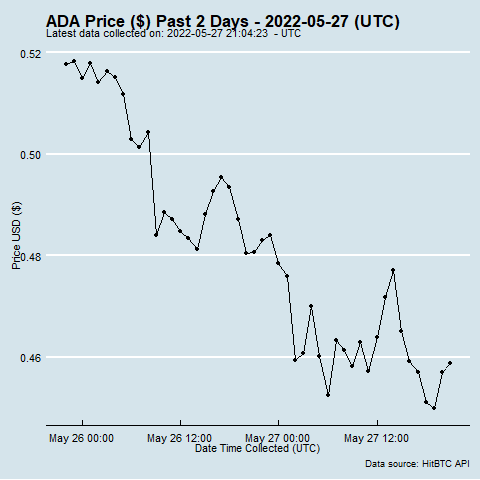 ADA Price ($) Past 2 Days - 2022-05-27 (UTC)
Latest data collected on: 2022-05-27 21:04:23 - UTC
0.52
0.50
0.48
0.46
Price USD ($)
May 26 00:00
May 26 12:00
May 27 00:00
May 27 12:00
Date Time Collected (UTC)
Data source: HitBTC API